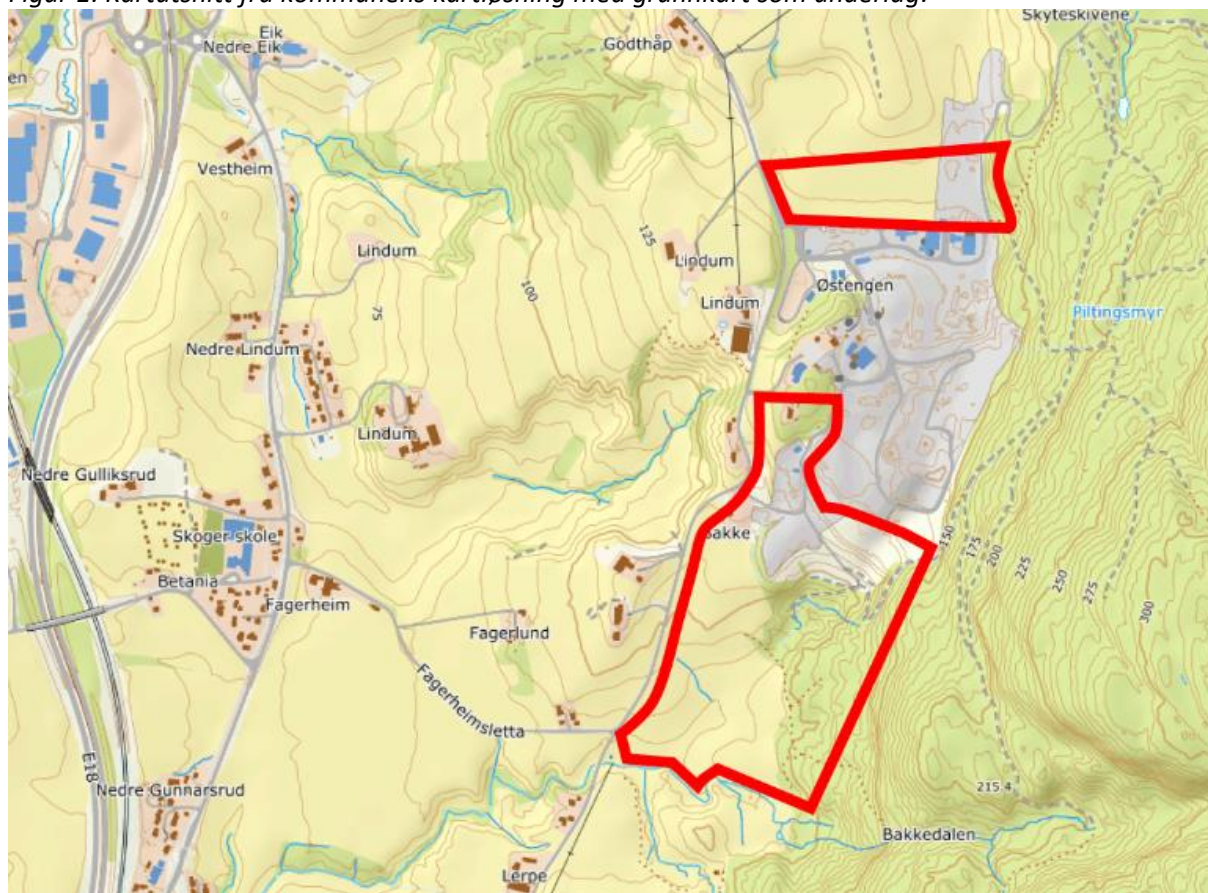 Figur 1. Kartutsnitt fra kommunens kartløsning med grunnkart som underlag.
Skyteskivene
Eik
Nedre Eik
Godthåp
en
Vestheim
125
Lindum
Lindum
100
Østengen
Lindum
75
Piltingsmyr
Nedre Lindum
Lindum
Nedre Gulliksrud
Skoger skole
Bakke
150
175
200
225
250
275
300
Betania
Fagerheim
Fagerlund
Fagerheimsletta
E18
Nedre Gunnarsrud
215.4
Bakkedalen
Lerpe